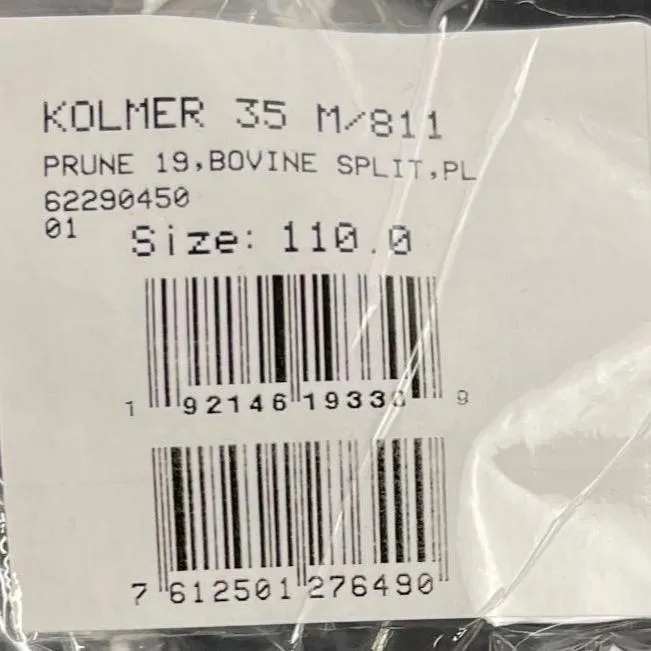 KOLMER 35 M/811
PRUNE 19,BOVINE SPLIT,PL
62290450
01 Size: 110.0
1 92146 19330 9
7 612501 276490